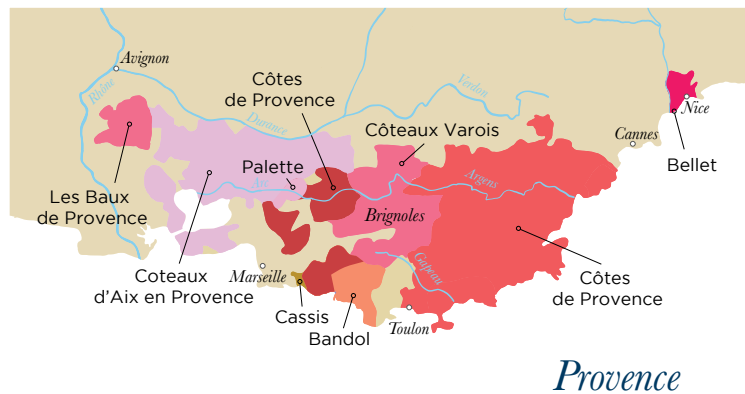 Avignon
Rhône
Durance
Verdon
Côtes
de Provence
Côteaux Varois
Nice
Cannes
Bellet
Palette
Arc
Argens
Les Baux
de Provence
Brignoles
Coteaux
d'Aix en Provence
Marseille
Gapeau
Côtes
de Provence
Cassis
Bandol
Toulon
Provence